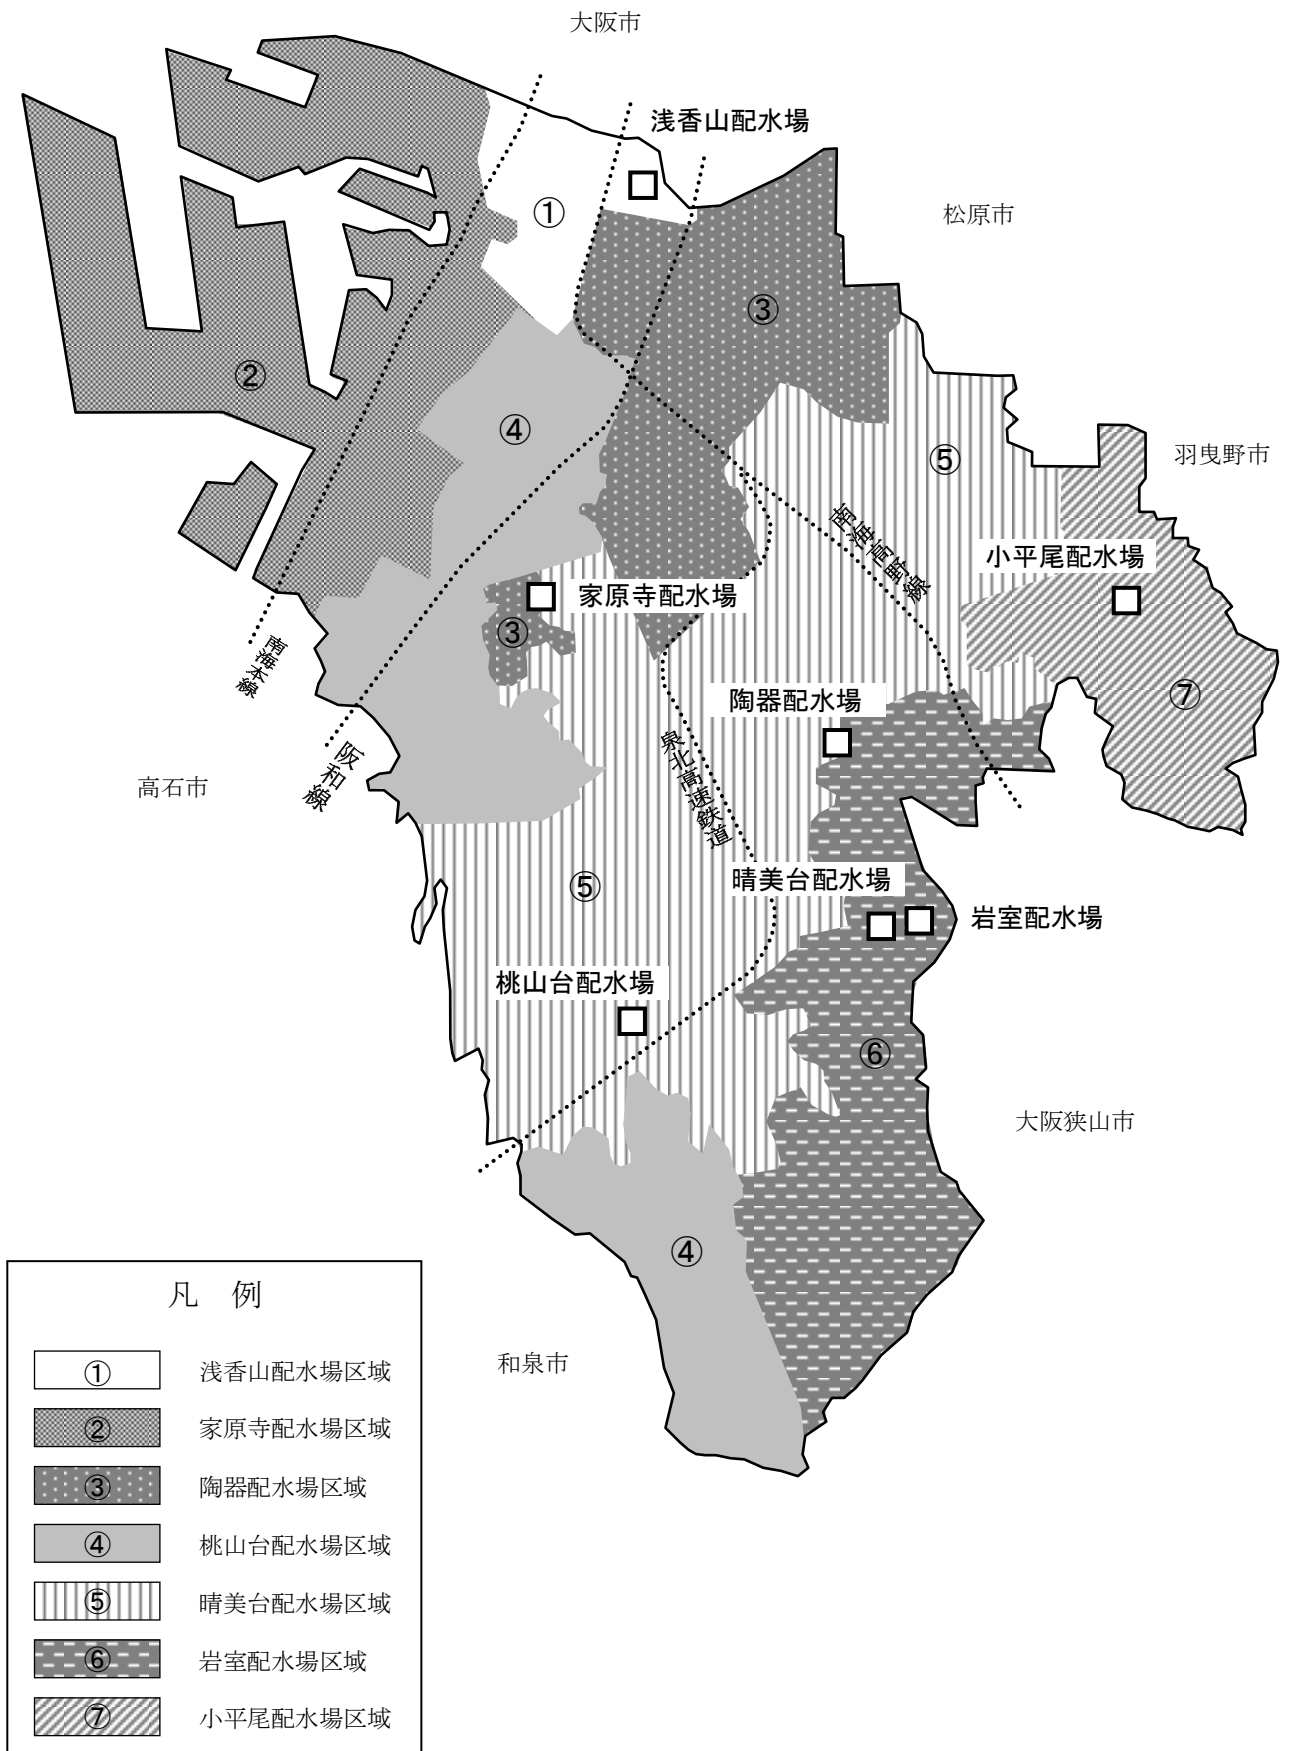 大阪市
浅香山配水場
①
松原市
③
②
④
⑤
羽曳野市
南海高野線
小平尾配水場
家原寺配水場
③
南海本線
⑦
陶器配水場
阪和線
泉北高速鉄道
高石市
晴美台配水場
⑤
岩室配水場
桃山台配水場
⑥
大阪狭山市
④
和泉市
凡 例
① 浅香山配水場区域
② 家原寺配水場区域
③ 陶器配水場区域
④ 桃山台配水場区域
⑤ 晴美台配水場区域
⑥ 岩室配水場区域
⑦ 小平尾配水場区域